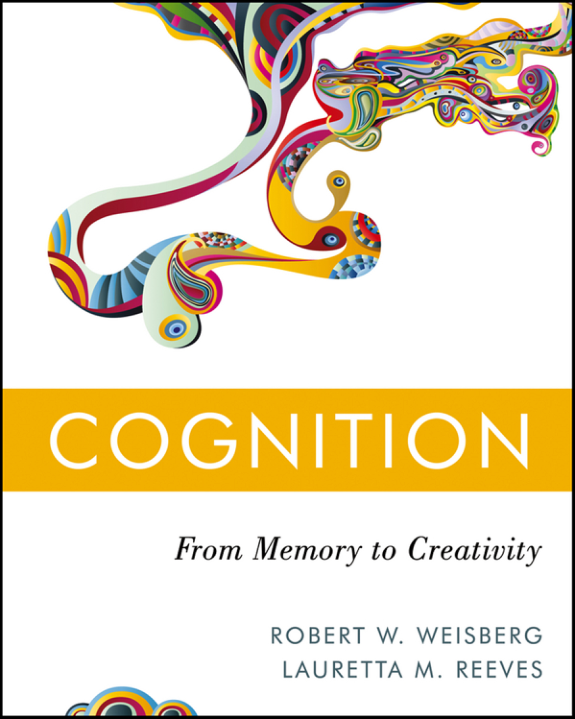 COGNITION
From Memory to Creativity
ROBERT W. WEISBERG
LAURETTA M. REEVES